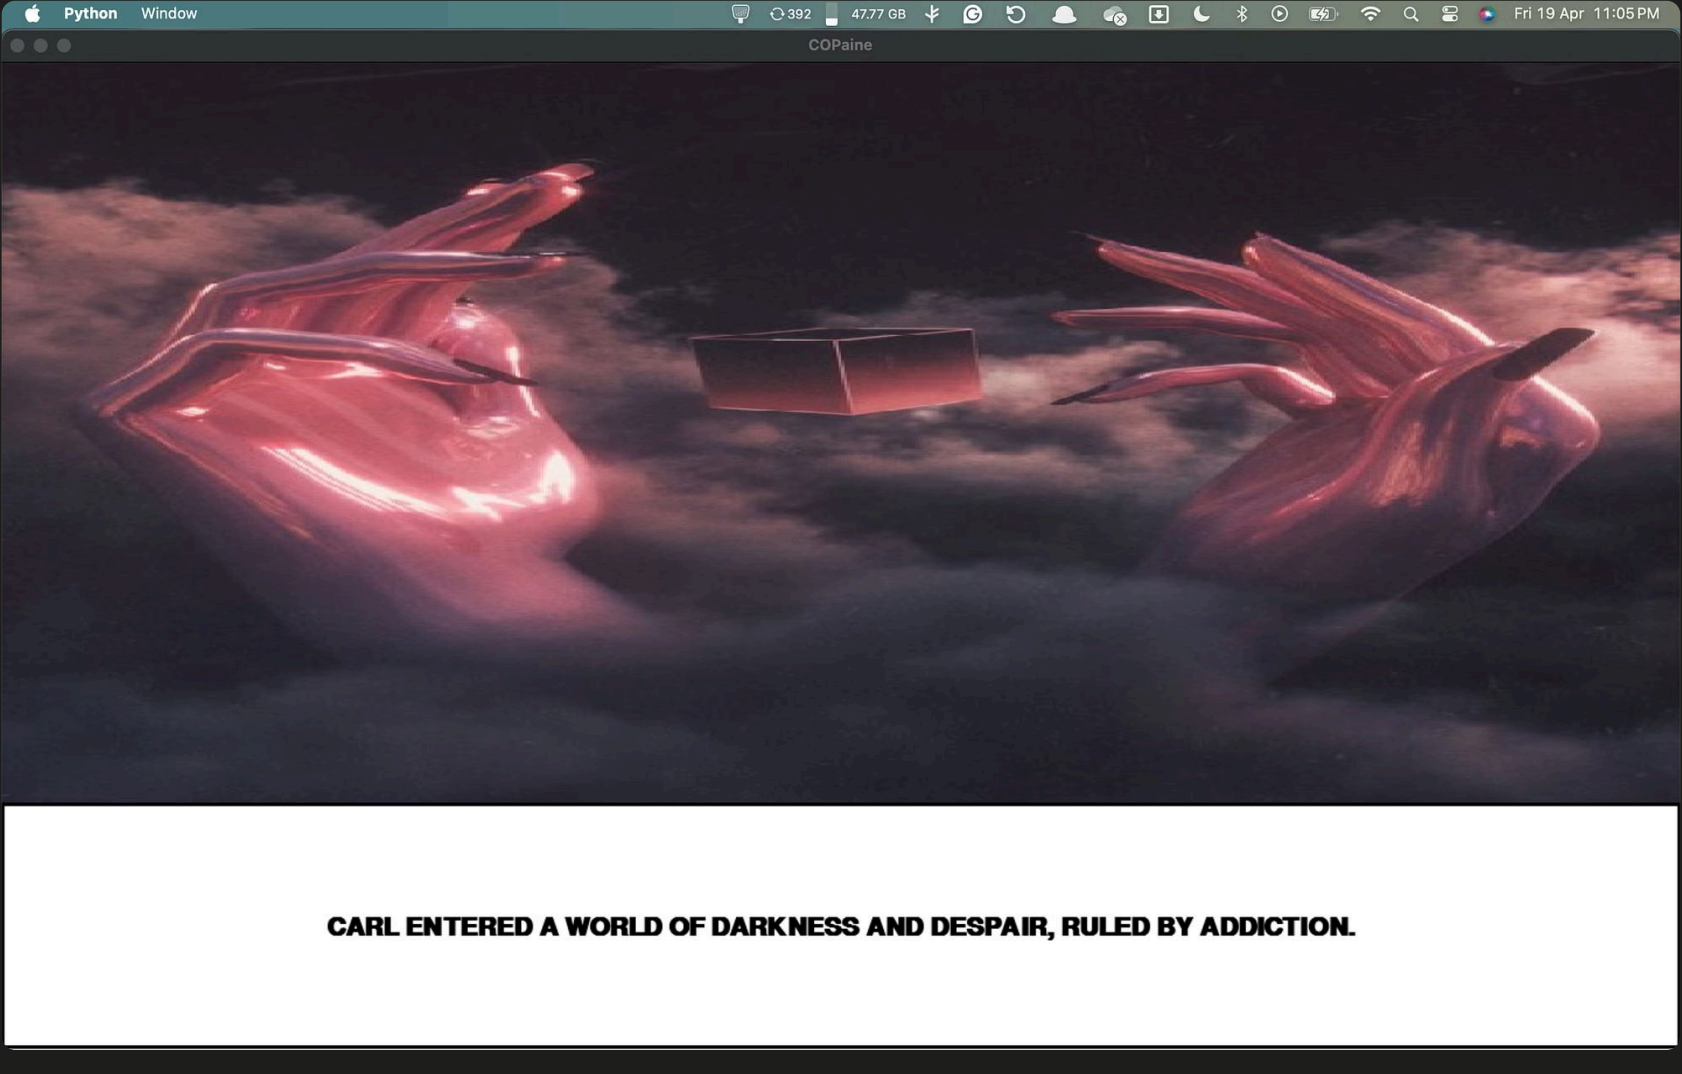 Python Window 392 47.77 GB Fri 19 Apr 11:05 PM
COPaine
CARL ENTERED A WORLD OF DARKNESS AND DESPAIR, RULED BY ADDICTION.